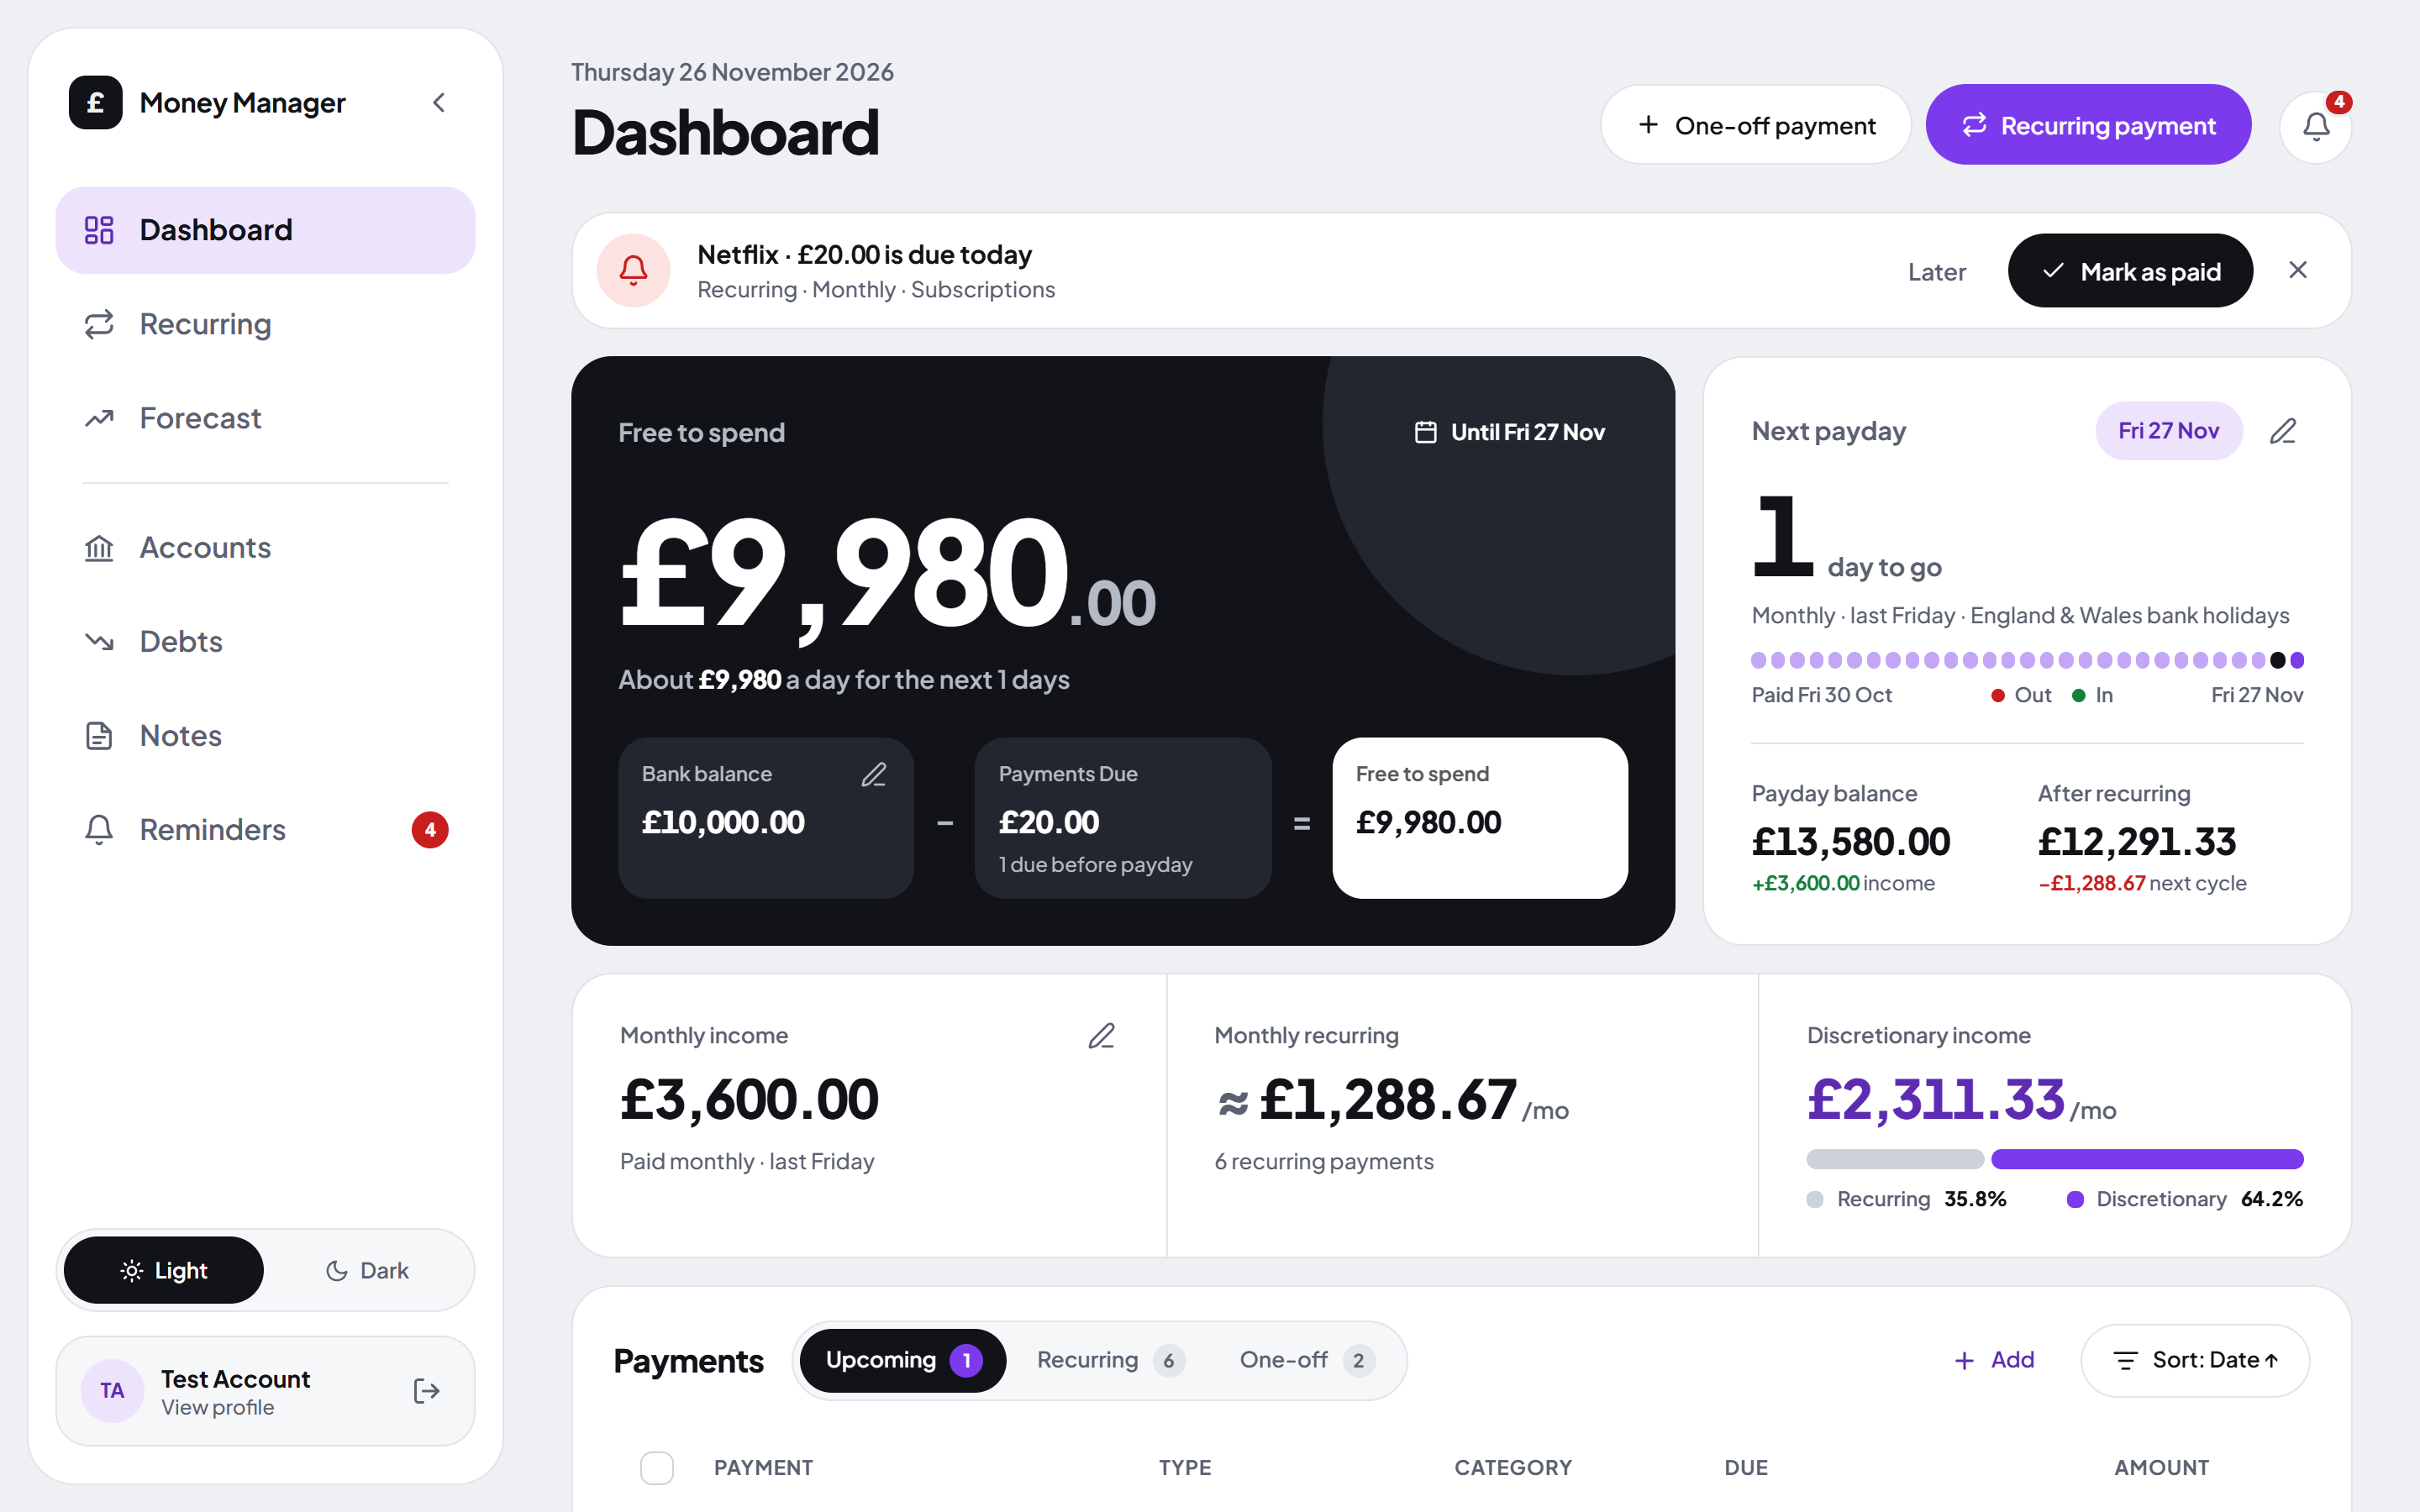 £ Money Manager
Dashboard
Recurring
Forecast
Accounts
Debts
Notes
Reminders 4
Light Dark
TA
Test Account
View profile
Thursday 26 November 2026
Dashboard
+ One-off payment
Recurring payment
4
Netflix · £20.00 is due today
Recurring · Monthly · Subscriptions
Later
Mark as paid
Free to spend
Until Fri 27 Nov
£9,980.00
About £9,980 a day for the next 1 days
Bank balance
£10,000.00
−
Payments Due
£20.00
1 due before payday
=
Free to spend
£9,980.00
Next payday
Fri 27 Nov
1 day to go
Monthly · last Friday · England & Wales bank holidays
Paid Fri 30 Oct Out In Fri 27 Nov
Payday balance
£13,580.00
+£3,600.00 income
After recurring
£12,291.33
−£1,288.67 next cycle
Monthly income
£3,600.00
Paid monthly · last Friday
Monthly recurring
≈ £1,288.67 /mo
6 recurring payments
Discretionary income
£2,311.33 /mo
Recurring 35.8% Discretionary 64.2%
Payments
Upcoming 1 Recurring 6 One-off 2
+ Add
Sort: Date ↑
PAYMENT TYPE CATEGORY DUE AMOUNT